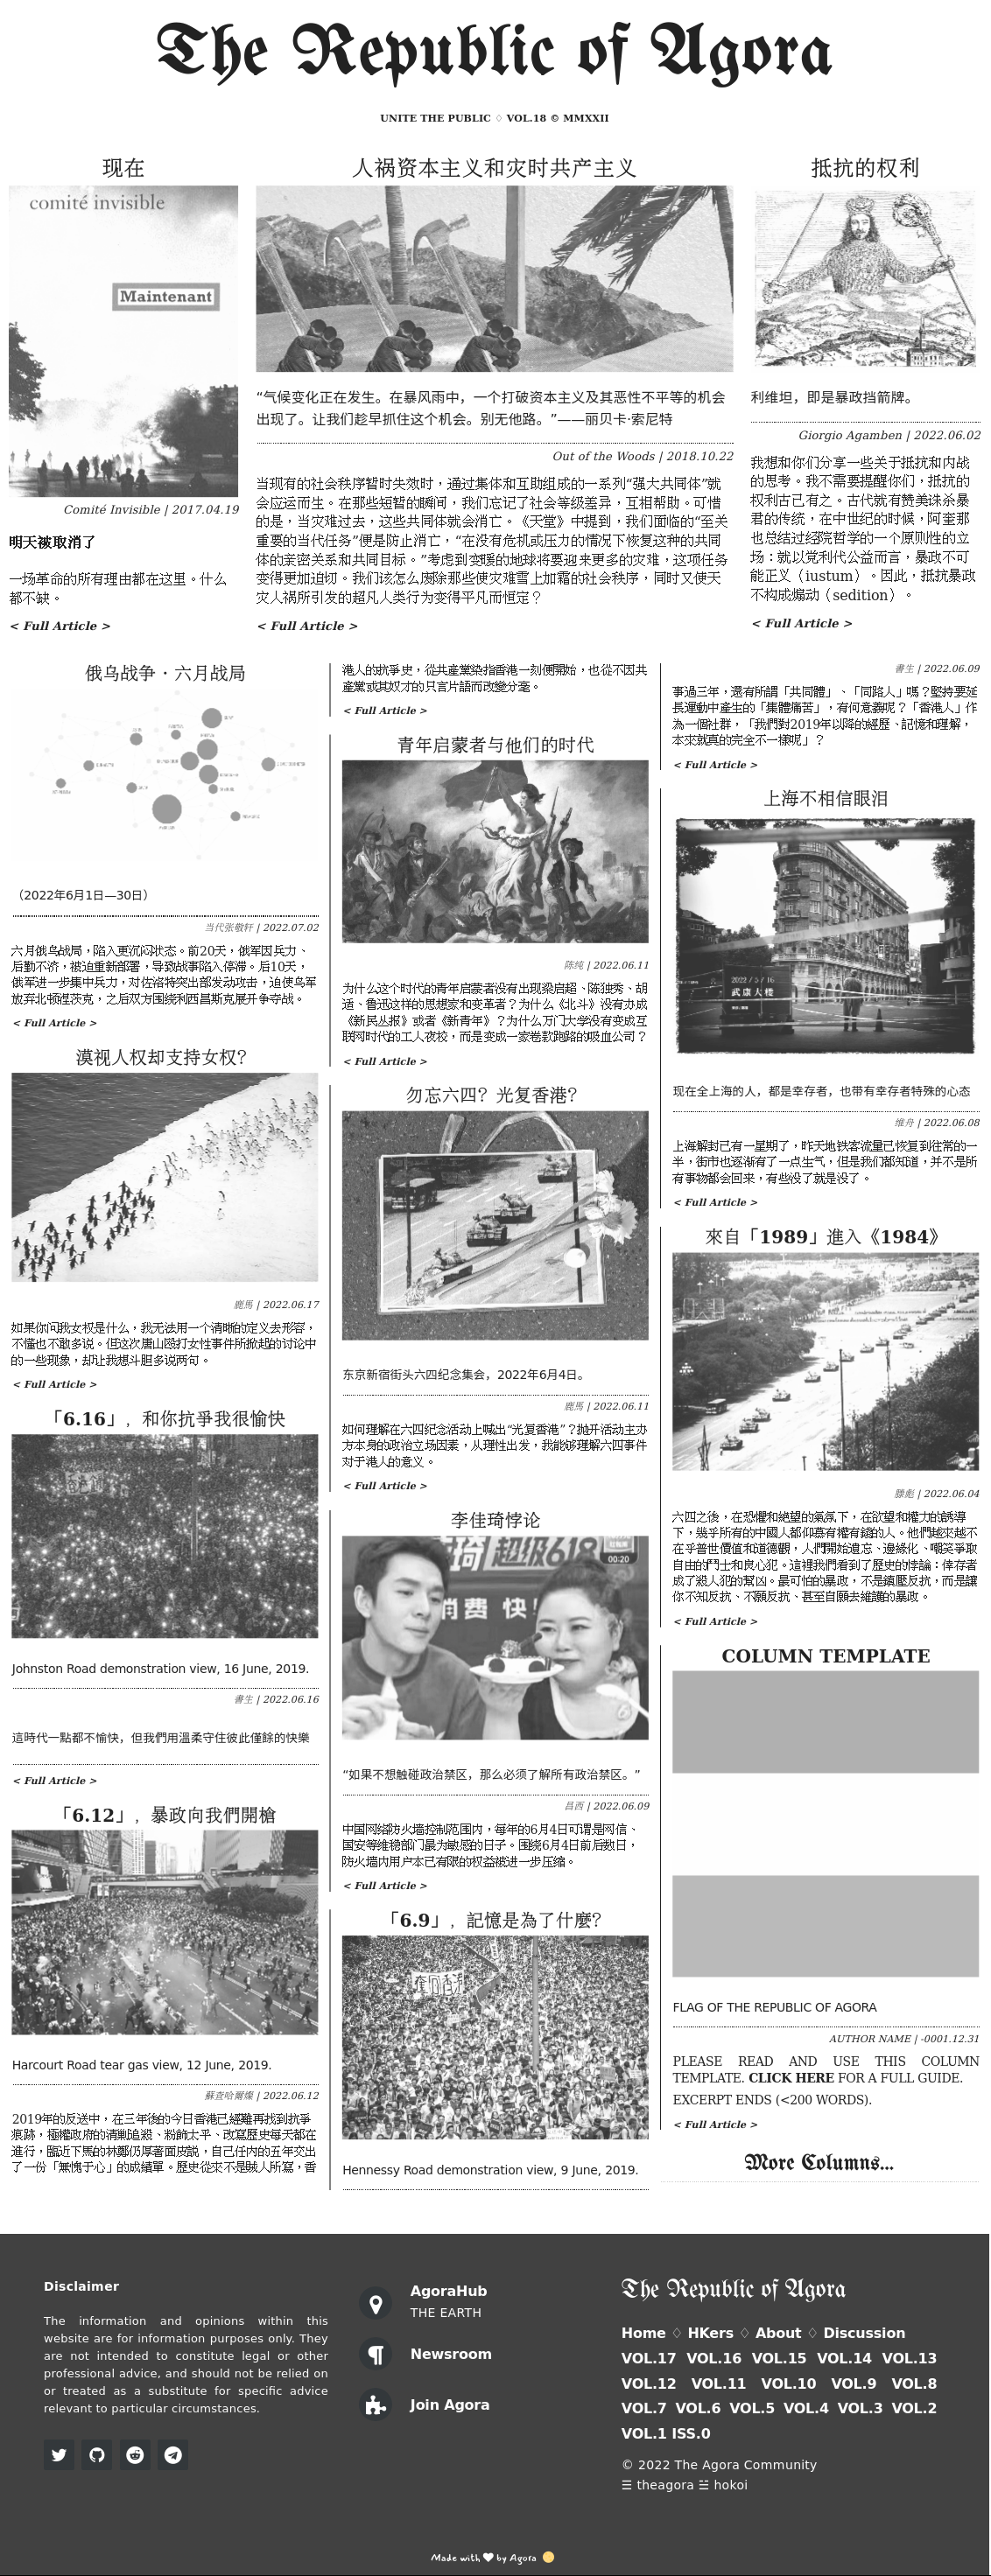 The Republic of Agora
UNITE THE PUBLIC ♢ VOL.18 © MMXXII
现在
comité invisible
Maintenant
Comité Invisible | 2017.04.19
明天被取消了
一场革命的所有理由都在这里。什么
都不缺。
< Full Article >
人祸资本主义和灾时共产主义
“气候变化正在发生。在暴风雨中，一个打破资本主义及其恶性不平等的机会
出现了。让我们趁早抓住这个机会。别无他路。”——丽贝卡·索尼特
Out of the Woods | 2018.10.22
当现有的社会秩序暂时失效时，通过集体和互助组成的一系列“强大共同体”就
会应运而生。在那些短暂的瞬间，我们忘记了社会等级差异，互相帮助。可惜
的是，当灾难过去，这些共同体就会消亡。《天堂》中提到，我们面临的“至关
重要的当代任务”便是防止消亡，“在没有危机或压力的情况下恢复这种的共同
体的亲密关系和共同目标。”考虑到变暖的地球将要迎来更多的灾难，这项任务
变得更加迫切。我们该怎么废除那些使灾难雪上加霜的社会秩序，同时又使天
灾人祸所引发的超凡人类行为变得平凡而恒定？
< Full Article >
抵抗的权利
利维坦，即是暴政挡箭牌。
Giorgio Agamben | 2022.06.02
我想和你们分享一些关于抵抗和内战
的思考。我不需要提醒你们，抵抗的
权利古已有之。古代就有赞美诛杀暴
君的传统，在中世纪的时候，阿奎那
也总结过经院哲学的一个原则性的立
场：就以党利代公益而言，暴政不可
能正义（iustum）。因此，抵抗暴政
不构成煽动（sedition）。
< Full Article >
俄乌战争 · 六月战局
（2022年6月1日—30日）
当代张敬轩 | 2022.07.02
六月俄乌战局，陷入更沉闷状态。前20天，俄军因兵力、
后勤不济，被迫重新部署，导致战事陷入停滞。后10天，
俄军进一步集中兵力，对佐洛特突出部发动攻击，迫使乌军
放弃北顿涅茨克，之后双方围绕利西昌斯克展开争夺战。
< Full Article >
漠视人权却支持女权？
鹿馬 | 2022.06.17
如果你问我女权是什么，我无法用一个清晰的定义去形容，
不懂也不敢多说。但这次唐山殴打女性事件所掀起的讨论中
的一些现象，却让我想斗胆多说两句。
< Full Article >
「6.16」，和你抗爭我很愉快
Johnston Road demonstration view, 16 June, 2019.
書生 | 2022.06.16
這時代一點都不愉快，但我們用溫柔守住彼此僅餘的快樂
< Full Article >
「6.12」，暴政向我們開槍
Harcourt Road tear gas view, 12 June, 2019.
蘇查哈爾燦 | 2022.06.12
2019年的反送中，在三年後的今日香港已經難再找到抗爭
痕跡，極權政府的清剿追殺、粉飾太平、改寫歷史每天都在
進行，臨近下馬的林鄭仍厚著面皮説，自己任内的五年交出
了一份「無愧于心」的成績單。歷史從來不是賊人所寫，香
港人的抗爭史，從共產黨染指香港一刻便開始，也從不因共
產黨或其奴才的只言片語而改變分毫。
< Full Article >
青年启蒙者与他们的时代
陈纯 | 2022.06.11
为什么这个时代的青年启蒙者没有出现梁启超、陈独秀、胡
适、鲁迅这样的思想家和变革者？为什么《北斗》没有办成
《新民丛报》或者《新青年》？为什么万门大学没有变成互
联网时代的工人夜校，而是变成一家卷款跑路的吸血公司？
< Full Article >
勿忘六四？光复香港？
东京新宿街头六四纪念集会，2022年6月4日。
鹿馬 | 2022.06.11
如何理解在六四纪念活动上喊出“光复香港”？抛开活动主办
方本身的政治立场因素，从理性出发，我能够理解六四事件
对于港人的意义。
< Full Article >
李佳琦悖论
琦 超级618
00:20
消费 快
“如果不想触碰政治禁区，那么必须了解所有政治禁区。”
吕西 | 2022.06.09
中国网络防火墙控制范围内，每年的6月4日可谓是网信、
国安等维稳部门最为敏感的日子。围绕6月4日前后数日，
防火墙内用户本已有限的权益被进一步压缩。
< Full Article >
「6.9」，記憶是為了什麼？
Hennessy Road demonstration view, 9 June, 2019.
書生 | 2022.06.09
事過三年，還有所謂「共同體」、「同路人」嗎？堅持要延
長運動中產生的「集體痛苦」，有何意義呢？「香港人」作
為一個社群，「我們對2019年以降的經歷、記憶和理解，
本來就真的完全不一樣呢」？
< Full Article >
上海不相信眼泪
2022 / 5 / 16
武康大楼
现在全上海的人，都是幸存者，也带有幸存者特殊的心态
维舟 | 2022.06.08
上海解封已有一星期了，昨天地铁客流量已恢复到往常的一
半，街市也逐渐有了一点生气，但是我们都知道，并不是所
有事物都会回来，有些没了就是没了。
< Full Article >
來自「1989」進入《1984》
滕彪 | 2022.06.04
六四之後，在恐懼和絶望的氣氛下，在欲望和權力的誘導
下，幾乎所有的中國人都仰慕有權有錢的人。他們越來越不
在乎普世價值和道德觀，人們開始遺忘、邊緣化、嘲笑爭取
自由的鬥士和良心犯。這裡我們看到了歷史的悖論：倖存者
成了殺人犯的幫凶。最可怕的暴政，不是鎮壓反抗，而是讓
你不知反抗、不願反抗、甚至自願去維護的暴政。
< Full Article >
COLUMN TEMPLATE
FLAG OF THE REPUBLIC OF AGORA
AUTHOR NAME | -0001.12.31
PLEASE READ AND USE THIS COLUMN
TEMPLATE. CLICK HERE FOR A FULL GUIDE.
EXCERPT ENDS (<200 WORDS).
< Full Article >
More Columns...
Disclaimer
The information and opinions within this
website are for information purposes only. They
are not intended to constitute legal or other
professional advice, and should not be relied on
or treated as a substitute for specific advice
relevant to particular circumstances.
AgoraHub
THE EARTH
Newsroom
Join Agora
The Republic of Agora
Home ♢ HKers ♢ About ♢ Discussion
VOL.17 VOL.16 VOL.15 VOL.14 VOL.13
VOL.12 VOL.11 VOL.10 VOL.9 VOL.8
VOL.7 VOL.6 VOL.5 VOL.4 VOL.3 VOL.2
VOL.1 ISS.0
© 2022 The Agora Community
☰ theagora ☱ hokoi
Made with ❤ by Agora